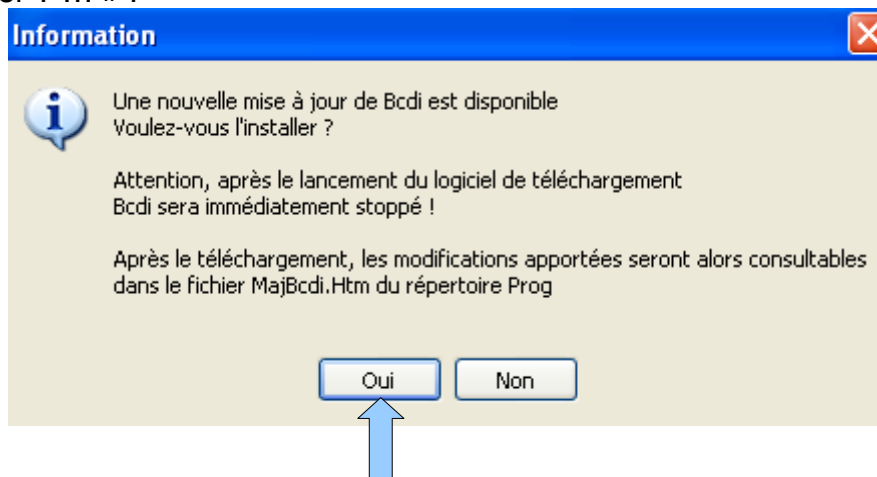 Information
Une nouvelle mise à jour de Bcdi est disponible
Voulez-vous l'installer ?
Attention, après le lancement du logiciel de téléchargement
Bcdi sera immédiatement stoppé !
Après le téléchargement, les modifications apportées seront alors consultables
dans le fichier MajBcdi.Htm du répertoire Prog
Oui Non